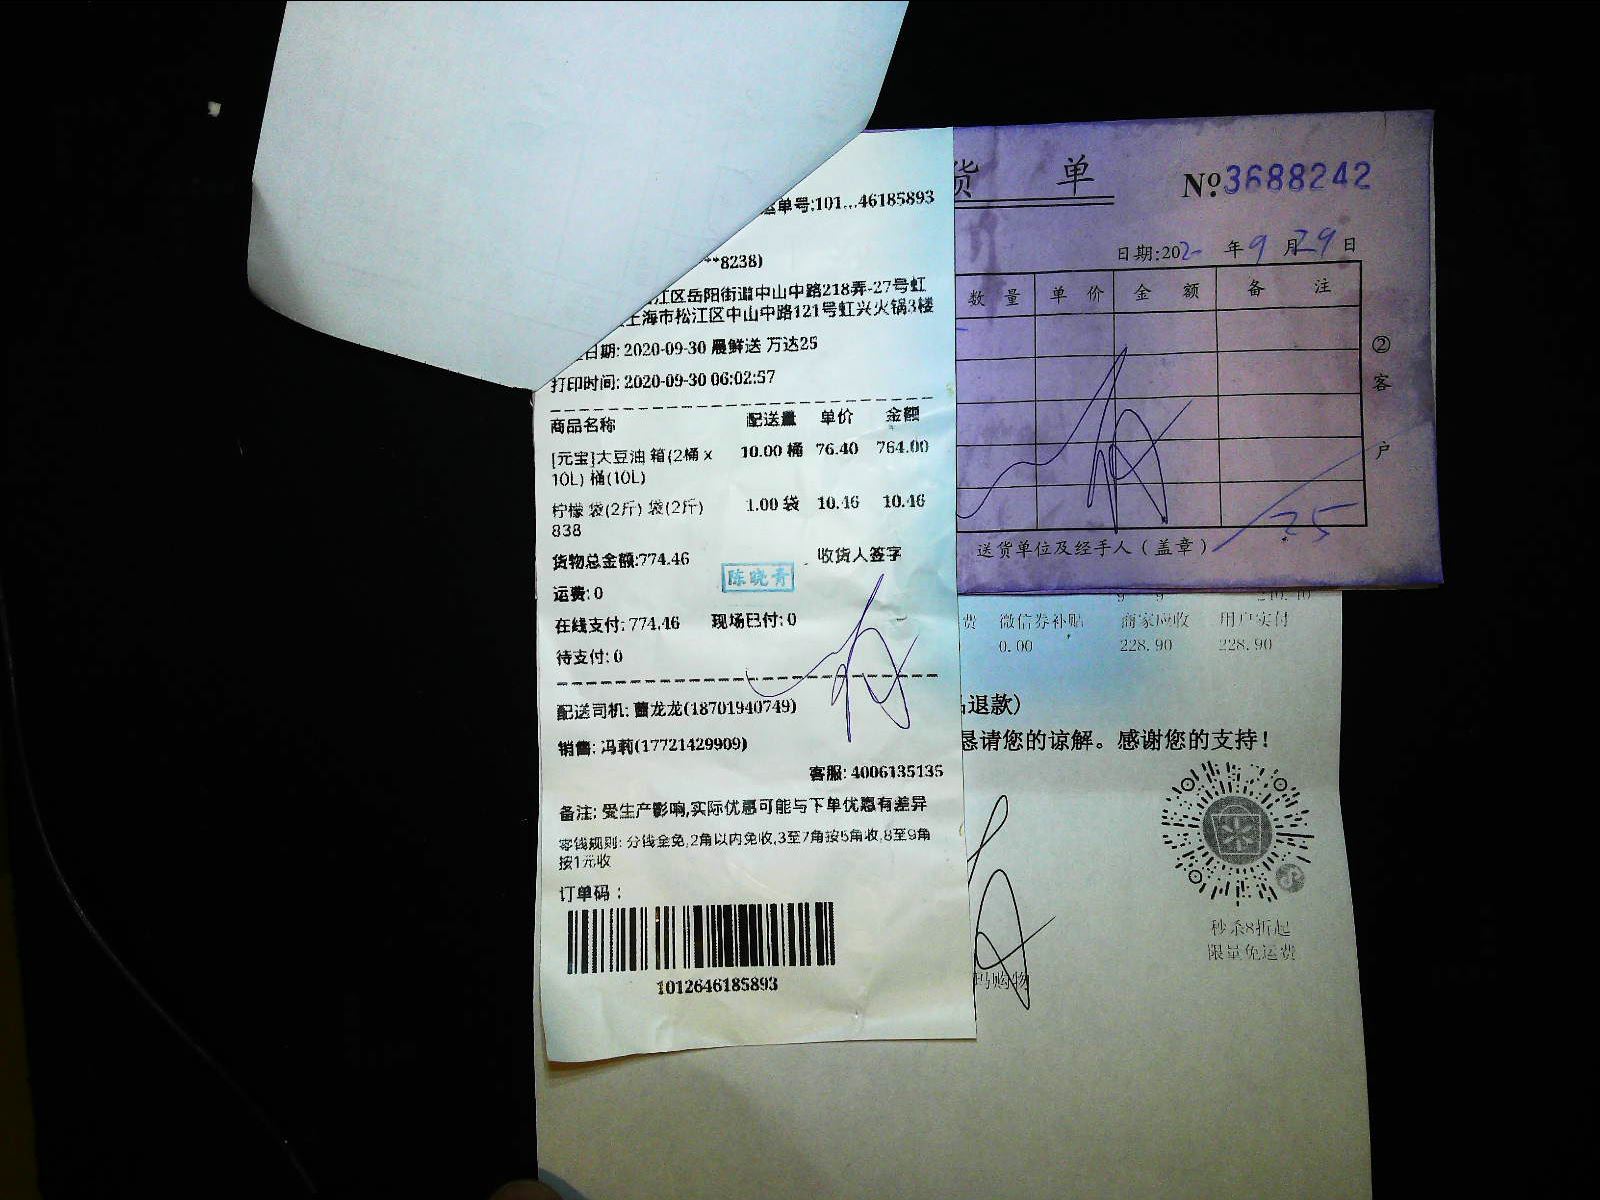 单号:101...46185893
**8238)
江区岳阳街道中山中路218弄-27号虹
上海市松江区中山中路121号虹兴火锅3楼
日期: 2020-09-30 晨鲜送 万达25
打印时间: 2020-09-30 06:02:57
商品名称 配送量 单价 金额
[元宝]大豆油 箱(2桶 x 10.00 桶 76.40 764.00
10L) 桶(10L)
柠檬 袋(2斤) 袋(2斤) 1.00 袋 10.46 10.46
838
货物总金额:774.46 收货人签字
陈晓青
运费: 0
在线支付: 774.46 现场已付: 0
待支付: 0
配送司机: 曹龙龙(18701940749)
销售: 冯莉(17721429909)
客服: 4006135135
备注: 受生产影响,实际优惠可能与下单优惠有差异
零钱规则: 分钱全免,2角以内免收,3至7角按5角收,8至9角
按1元收
订单码：
1012646185893
货 单
№3688242
日期:202 年9月29日
数量 单价 金额 备注
②客户
25
送货单位及经手人（盖章）
费 微信券补贴 商家应收 用户实付
0.00 228.90 228.90
退款)
恳请您的谅解。感谢您的支持！
秒杀8折起
限量免运费
码购物